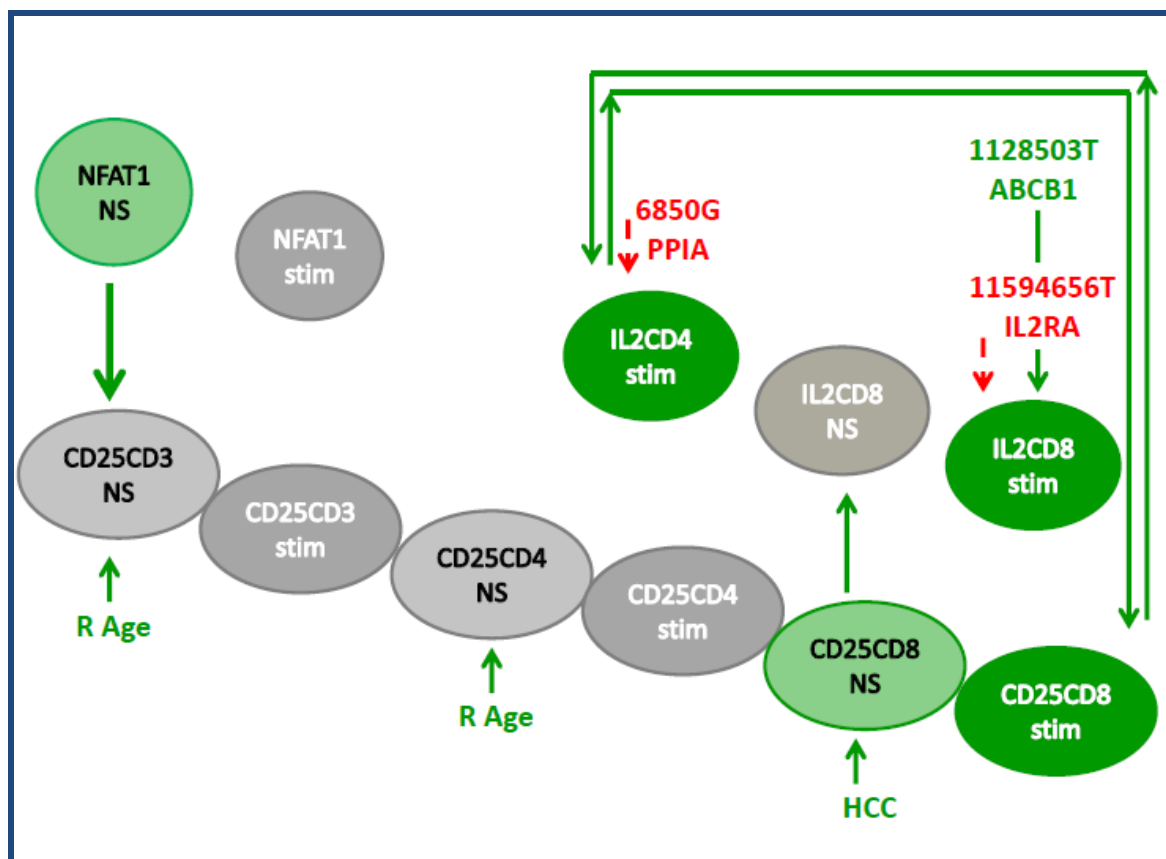 NFAT1
NS
NFAT1
stim
6850G
PPIA
1128503T
ABCB1
11594656T
IL2RA
IL2CD4
stim
IL2CD8
NS
IL2CD8
stim
CD25CD3
NS
CD25CD3
stim
CD25CD4
NS
CD25CD4
stim
CD25CD8
NS
CD25CD8
stim
R Age
R Age
HCC